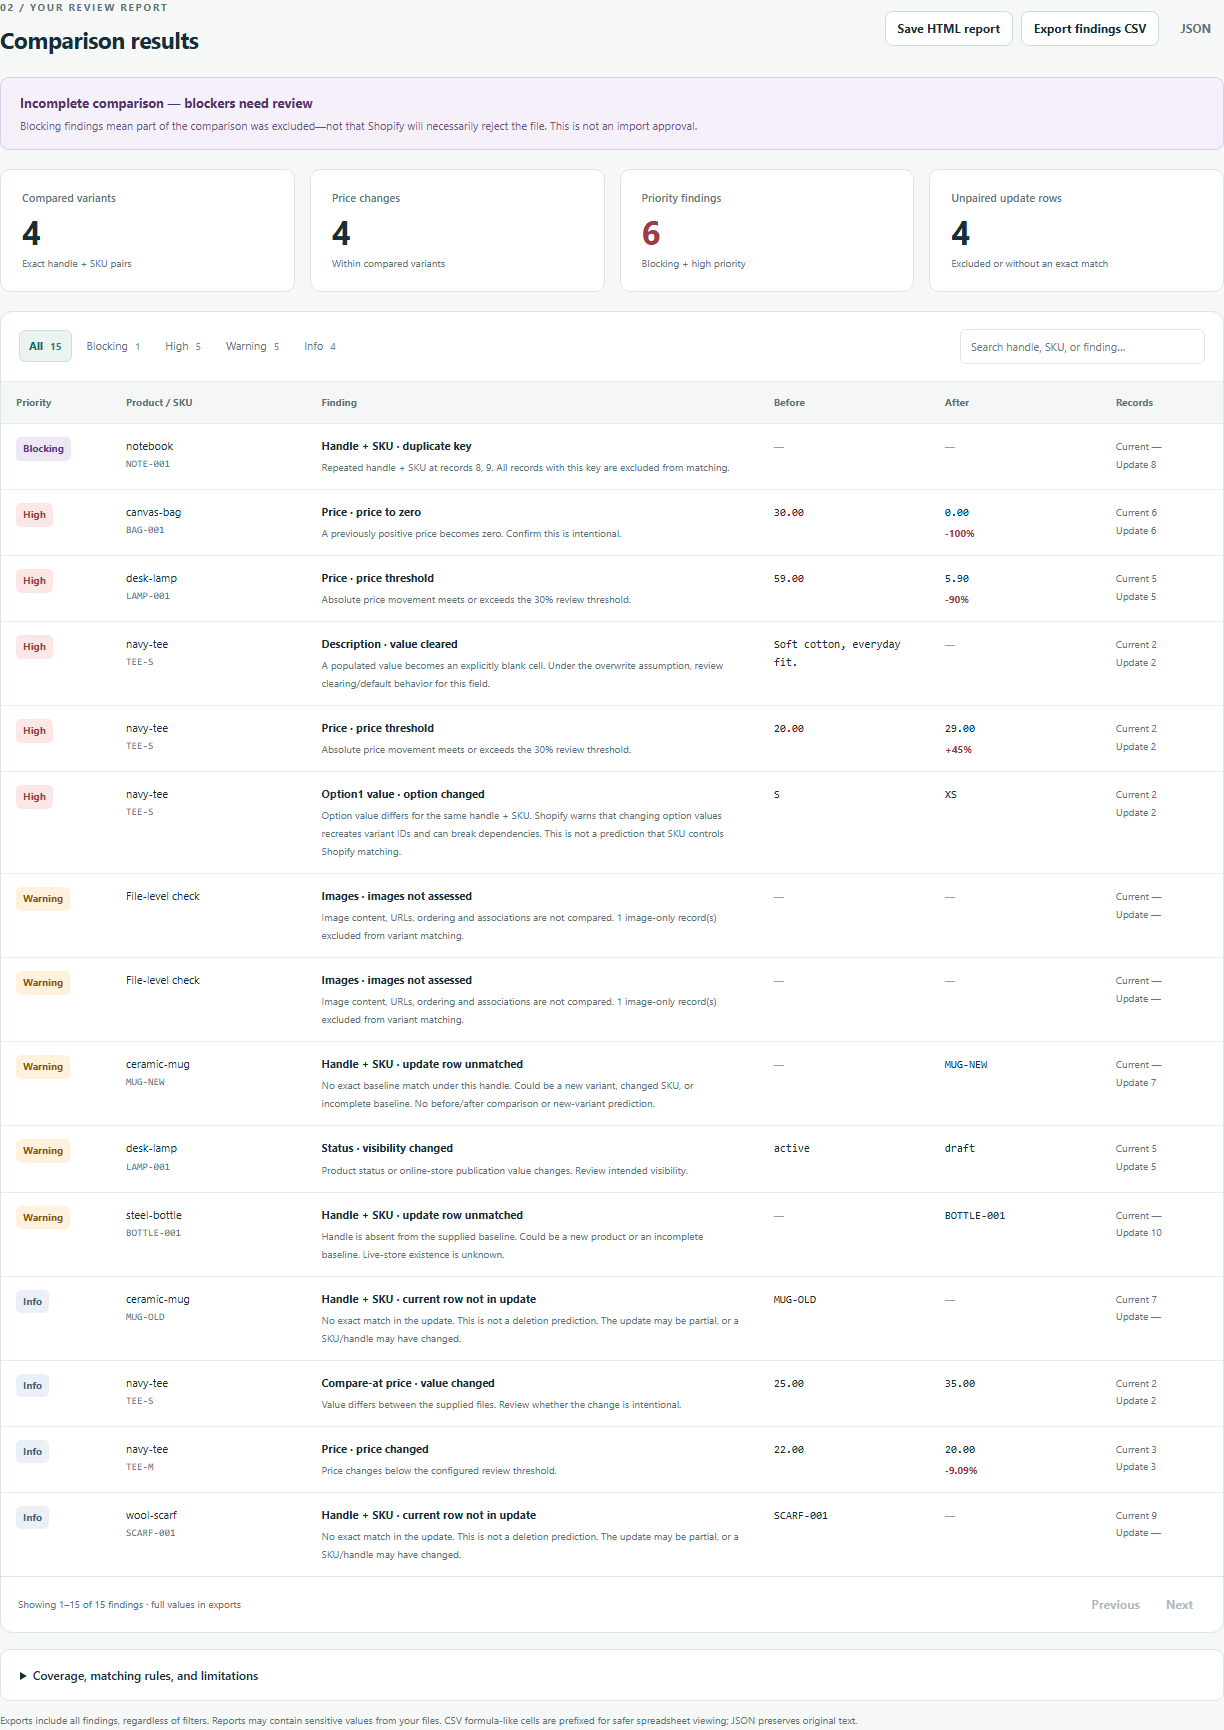 02 / YOUR REVIEW REPORT
Comparison results
Save HTML report
Export findings CSV
JSON
Incomplete comparison — blockers need review
Blocking findings mean part of the comparison was excluded—not that Shopify will necessarily reject the file. This is not an import approval.
Compared variants
4
Exact handle + SKU pairs
Price changes
4
Within compared variants
Priority findings
6
Blocking + high priority
Unpaired update rows
4
Excluded or without an exact match
All 15
Blocking 1
High 5
Warning 5
Info 4
Search handle, SKU, or finding...
Priority Product / SKU Finding Before After Records
Blocking notebook Handle + SKU · duplicate key — — Current —
NOTE-001 Repeated handle + SKU at records 8, 9. All records with this key are excluded from matching. Update 8
High canvas-bag Price · price to zero 30.00 0.00 Current 6
BAG-001 A previously positive price becomes zero. Confirm this is intentional. -100% Update 6
High desk-lamp Price · price threshold 59.00 5.90 Current 5
LAMP-001 Absolute price movement meets or exceeds the 30% review threshold. -90% Update 5
High navy-tee Description · value cleared Soft cotton, everyday — Current 2
TEE-S A populated value becomes an explicitly blank cell. Under the overwrite assumption, review fit. Update 2
clearing/default behavior for this field.
High navy-tee Price · price threshold 20.00 29.00 Current 2
TEE-S Absolute price movement meets or exceeds the 30% review threshold. +45% Update 2
High navy-tee Option1 value · option changed S XS Current 2
TEE-S Option value differs for the same handle + SKU. Shopify warns that changing option values Update 2
recreates variant IDs and can break dependencies. This is not a prediction that SKU controls
Shopify matching.
Warning File-level check Images · images not assessed — — Current —
Image content, URLs, ordering and associations are not compared. 1 image-only record(s) Update —
excluded from variant matching.
Warning File-level check Images · images not assessed — — Current —
Image content, URLs, ordering and associations are not compared. 1 image-only record(s) Update —
excluded from variant matching.
Warning ceramic-mug Handle + SKU · update row unmatched — MUG-NEW Current —
MUG-NEW No exact baseline match under this handle. Could be a new variant, changed SKU, or Update 7
incomplete baseline. No before/after comparison or new-variant prediction.
Warning desk-lamp Status · visibility changed active draft Current 5
LAMP-001 Product status or online-store publication value changes. Review intended visibility. Update 5
Warning steel-bottle Handle + SKU · update row unmatched — BOTTLE-001 Current —
BOTTLE-001 Handle is absent from the supplied baseline. Could be a new product or an incomplete Update 10
baseline. Live-store existence is unknown.
Info ceramic-mug Handle + SKU · current row not in update MUG-OLD — Current 7
MUG-OLD No exact match in the update. This is not a deletion prediction. The update may be partial, or a Update —
SKU/handle may have changed.
Info navy-tee Compare-at price · value changed 25.00 35.00 Current 2
TEE-S Value differs between the supplied files. Review whether the change is intentional. Update 2
Info navy-tee Price · price changed 22.00 20.00 Current 3
TEE-M Price changes below the configured review threshold. -9.09% Update 3
Info wool-scarf Handle + SKU · current row not in update SCARF-001 — Current 9
SCARF-001 No exact match in the update. This is not a deletion prediction. The update may be partial, or a Update —
SKU/handle may have changed.
Showing 1–15 of 15 findings · full values in exports
Previous Next
▶ Coverage, matching rules, and limitations
Exports include all findings, regardless of filters. Reports may contain sensitive values from your files. CSV formula-like cells are prefixed for safer spreadsheet viewing; JSON preserves original text.